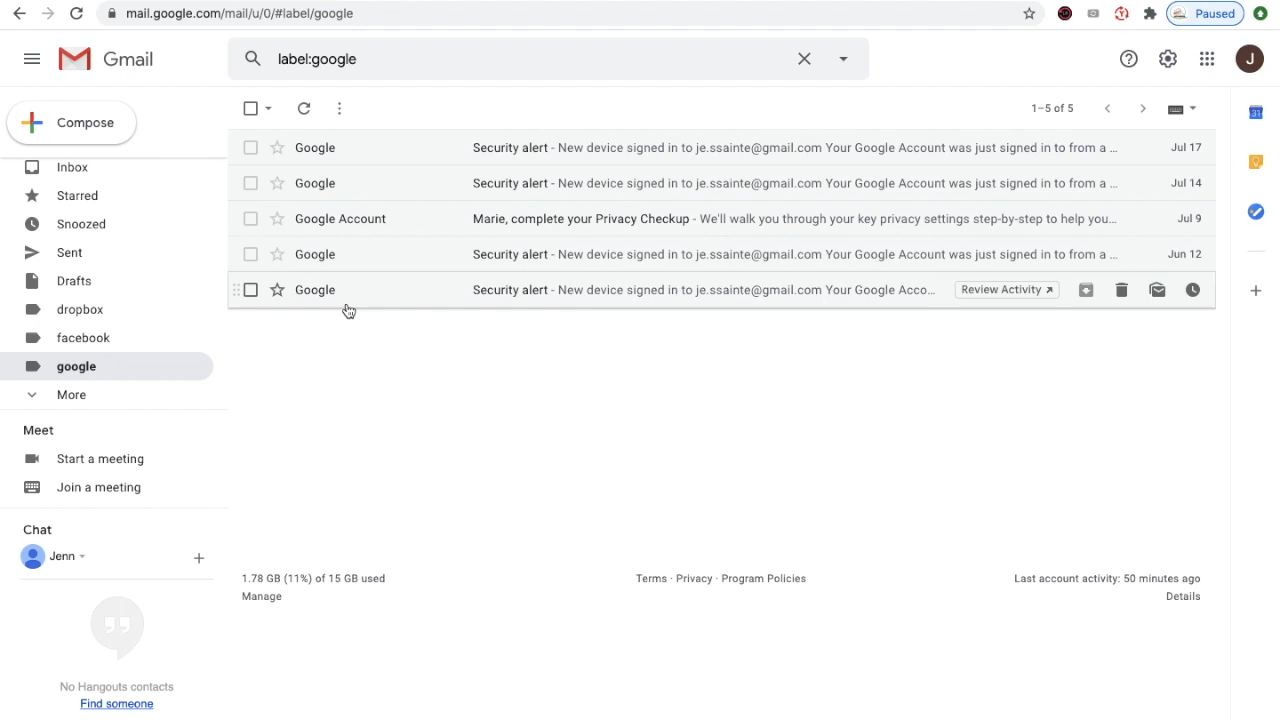 mail.google.com/mail/u/0/#label/google
Paused
Gmail
label:google
J
Compose
1–5 of 5
Inbox
Starred
Snoozed
Sent
Drafts
dropbox
facebook
google
More
Google Security alert - New device signed in to je.ssainte@gmail.com Your Google Account was just signed in to from a ... Jul 17
Google Security alert - New device signed in to je.ssainte@gmail.com Your Google Account was just signed in to from a ... Jul 14
Google Account Marie, complete your Privacy Checkup - We'll walk you through your key privacy settings step-by-step to help you... Jul 9
Google Security alert - New device signed in to je.ssainte@gmail.com Your Google Account was just signed in to from a ... Jun 12
Google Security alert - New device signed in to je.ssainte@gmail.com Your Google Acco... Review Activity
Meet
Start a meeting
Join a meeting
Chat
Jenn
No Hangouts contacts
Find someone
1.78 GB (11%) of 15 GB used
Manage
Terms · Privacy · Program Policies
Last account activity: 50 minutes ago
Details
31